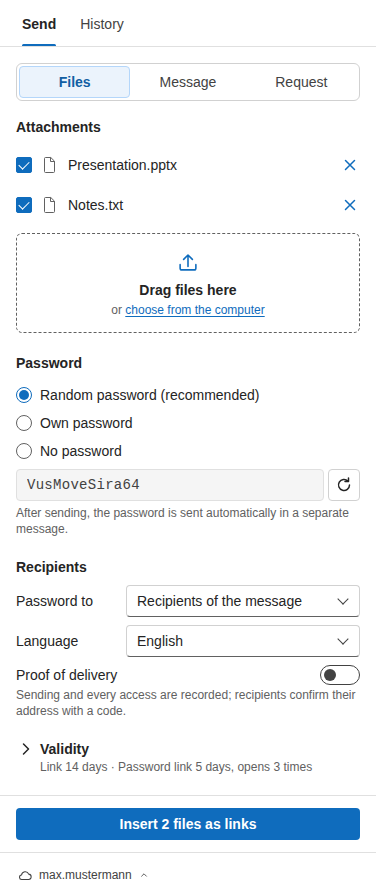 Send History
Files Message Request
Attachments
Presentation.pptx
Notes.txt
Drag files here
or choose from the computer
Password
Random password (recommended)
Own password
No password
VusMoveSira64
After sending, the password is sent automatically in a separate
message.
Recipients
Password to Recipients of the message
Language English
Proof of delivery
Sending and every access are recorded; recipients confirm their
address with a code.
Validity
Link 14 days · Password link 5 days, opens 3 times
Insert 2 files as links
max.mustermann